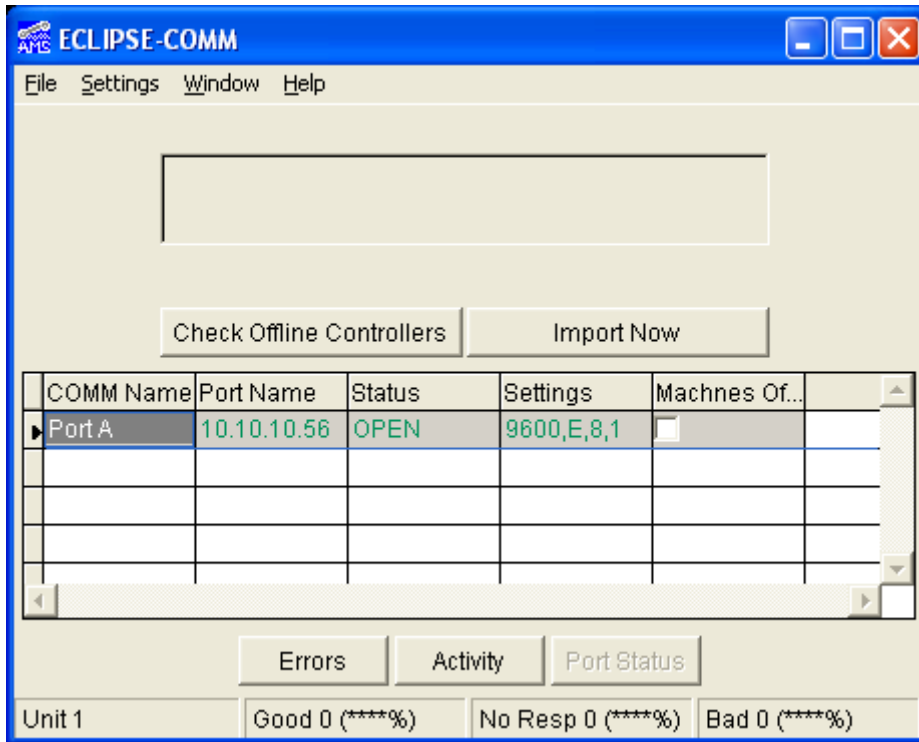 AMS ECLIPSE-COMM
File Settings Window Help
Check Offline Controllers Import Now
COMM Name Port Name Status Settings Machnes Of...
Port A 10.10.10.56 OPEN 9600,E,8,1
Errors Activity Port Status
Unit 1 Good 0 (****%) No Resp 0 (****%) Bad 0 (****%)